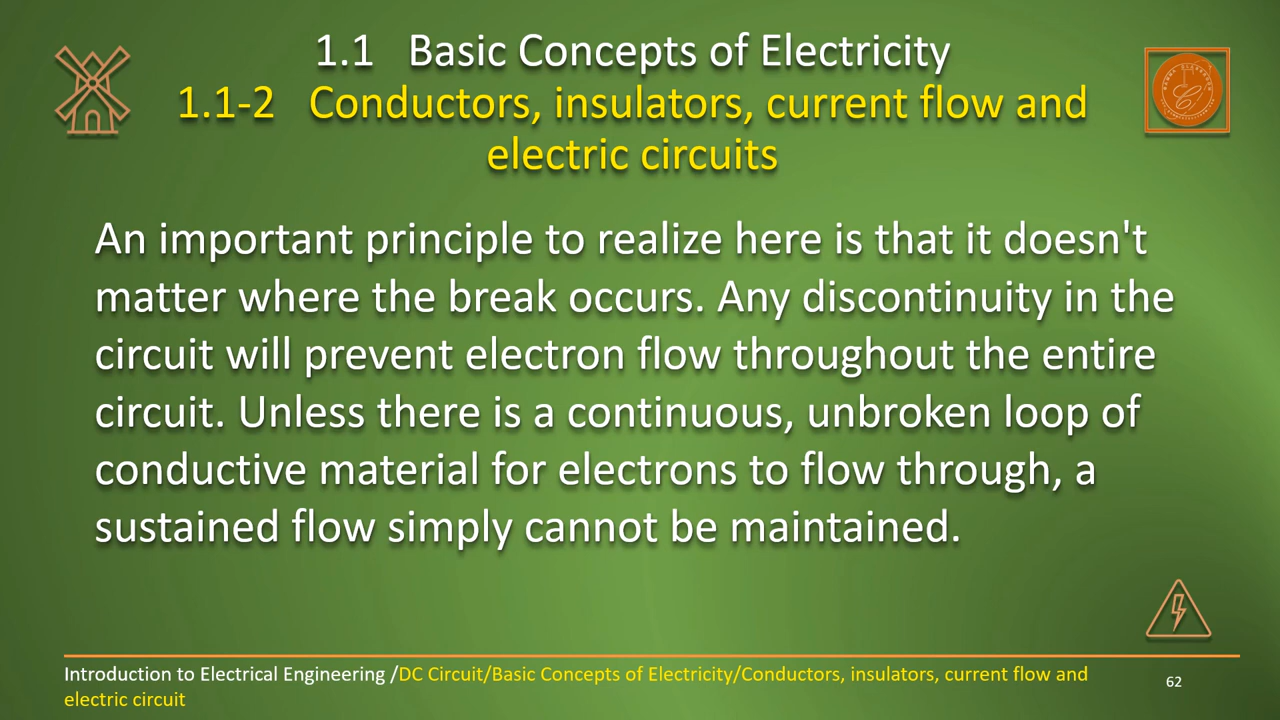 1.1 Basic Concepts of Electricity
1.1-2 Conductors, insulators, current flow and
electric circuits
An important principle to realize here is that it doesn't
matter where the break occurs. Any discontinuity in the
circuit will prevent electron flow throughout the entire
circuit. Unless there is a continuous, unbroken loop of
conductive material for electrons to flow through, a
sustained flow simply cannot be maintained.
Introduction to Electrical Engineering /DC Circuit/Basic Concepts of Electricity/Conductors, insulators, current flow and
electric circuit
62